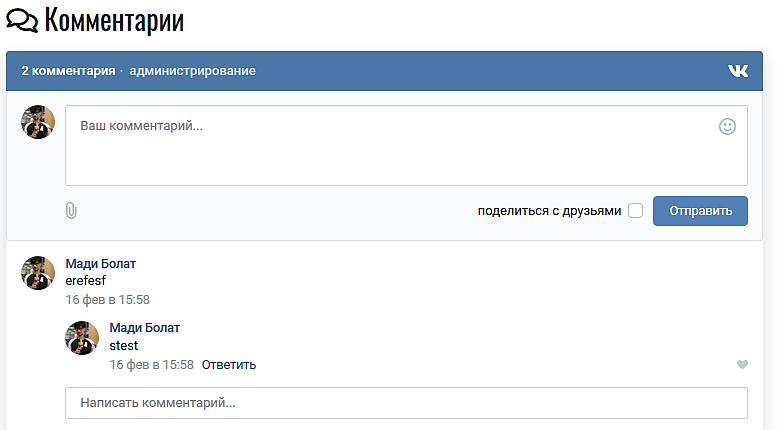 Комментарии
2 комментария · администрирование
Ваш комментарий...
поделиться с друзьями Отправить
Мади Болат
erefesf
16 фев в 15:58
Мади Болат
stest
16 фев в 15:58 Ответить
Написать комментарий...